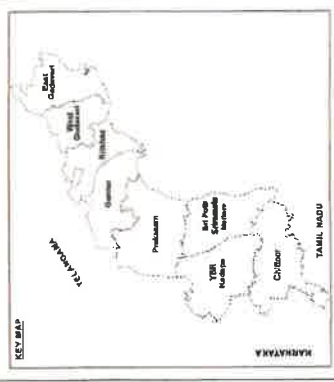 KEY MAP
TELANGANA
East
Godavari
West
Godavari
Krishna
Guntur
Prakasam
Sri Potti
Sriramulu
Nellore
YSR
Kadapa
Chittoor
KARNATAKA
TAMIL NADU